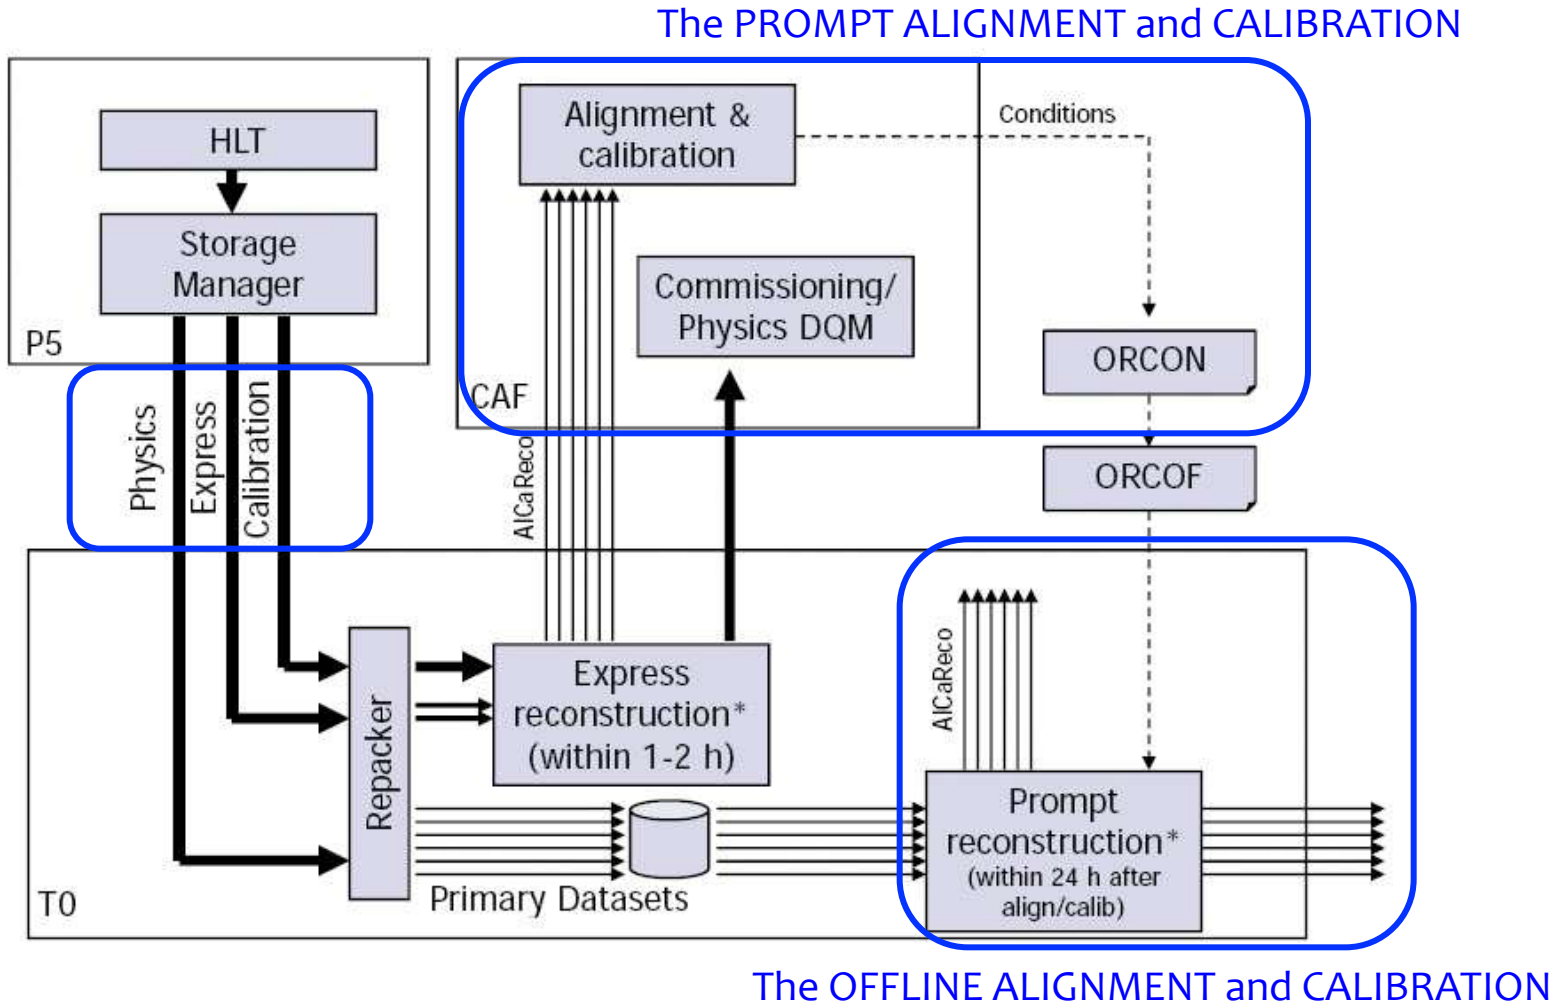 The PROMPT ALIGNMENT and CALIBRATION
HLT
Storage
Manager
P5
Physics
Express
Calibration
Alignment &
calibration
Conditions
Commissioning/
Physics DQM
CAF
ORCON
ORCOF
AlCaReco
Repacker
Express
reconstruction*
(within 1-2 h)
AlCaReco
Prompt
reconstruction*
(within 24 h after
align/calib)
Primary Datasets
T0
The OFFLINE ALIGNMENT and CALIBRATION